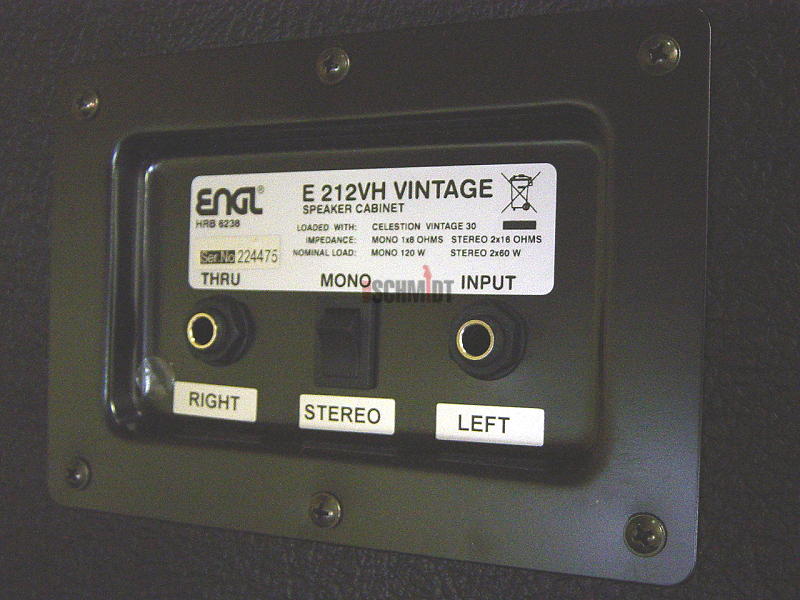 ENGL® E 212VH VINTAGE
HRB 6238 SPEAKER CABINET
LOADED WITH: CELESTION VINTAGE 30
IMPEDANCE: MONO 1x8 OHMS STEREO 2x16 OHMS
Ser.No 224475 NOMINAL LOAD: MONO 120 W STEREO 2x60 W
THRU MONO INPUT
SCHMIDT
RIGHT STEREO LEFT